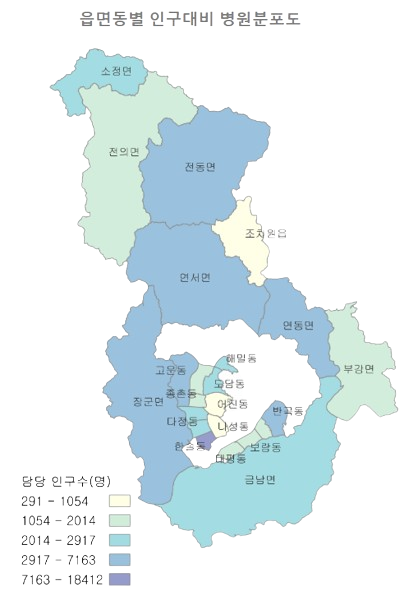 읍면동별 인구대비 병원분포도
소정면
전의면
전동면
조치원읍
연서면
연동면
부강면
해밀동
고운동
도담동
종촌동
장군면
어진동
반곡동
다정동
나성동
한솔동
보람동
대평동
금남면
담당 인구수(명)
291 - 1054
1054 - 2014
2014 - 2917
2917 - 7163
7163 - 18412